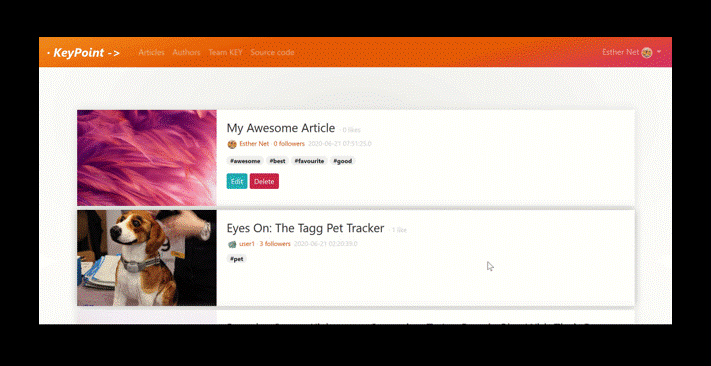 · KeyPoint -> Articles Authors Team KEY Source code Esther Net
My Awesome Article · 0 likes
Esther Net · 0 followers 2020-06-21 07:51:25.0
#awesome #best #favourite #good
Edit Delete
Eyes On: The Tagg Pet Tracker · 1 like
user1 · 3 followers 2020-06-21 02:20:35.0
#pet